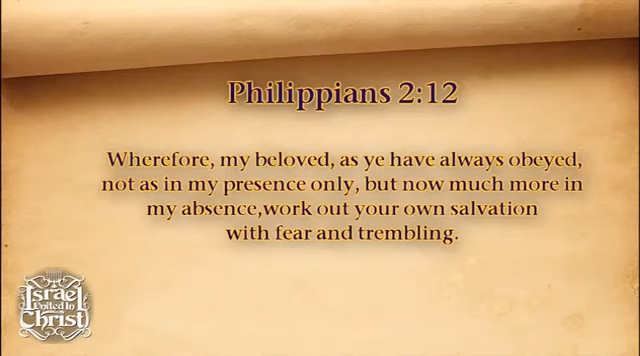 Philippians 2:12
Wherefore, my beloved, as ye have always obeyed,
not as in my presence only, but now much more in
my absence,work out your own salvation
with fear and trembling.
Israel
United In
Christ